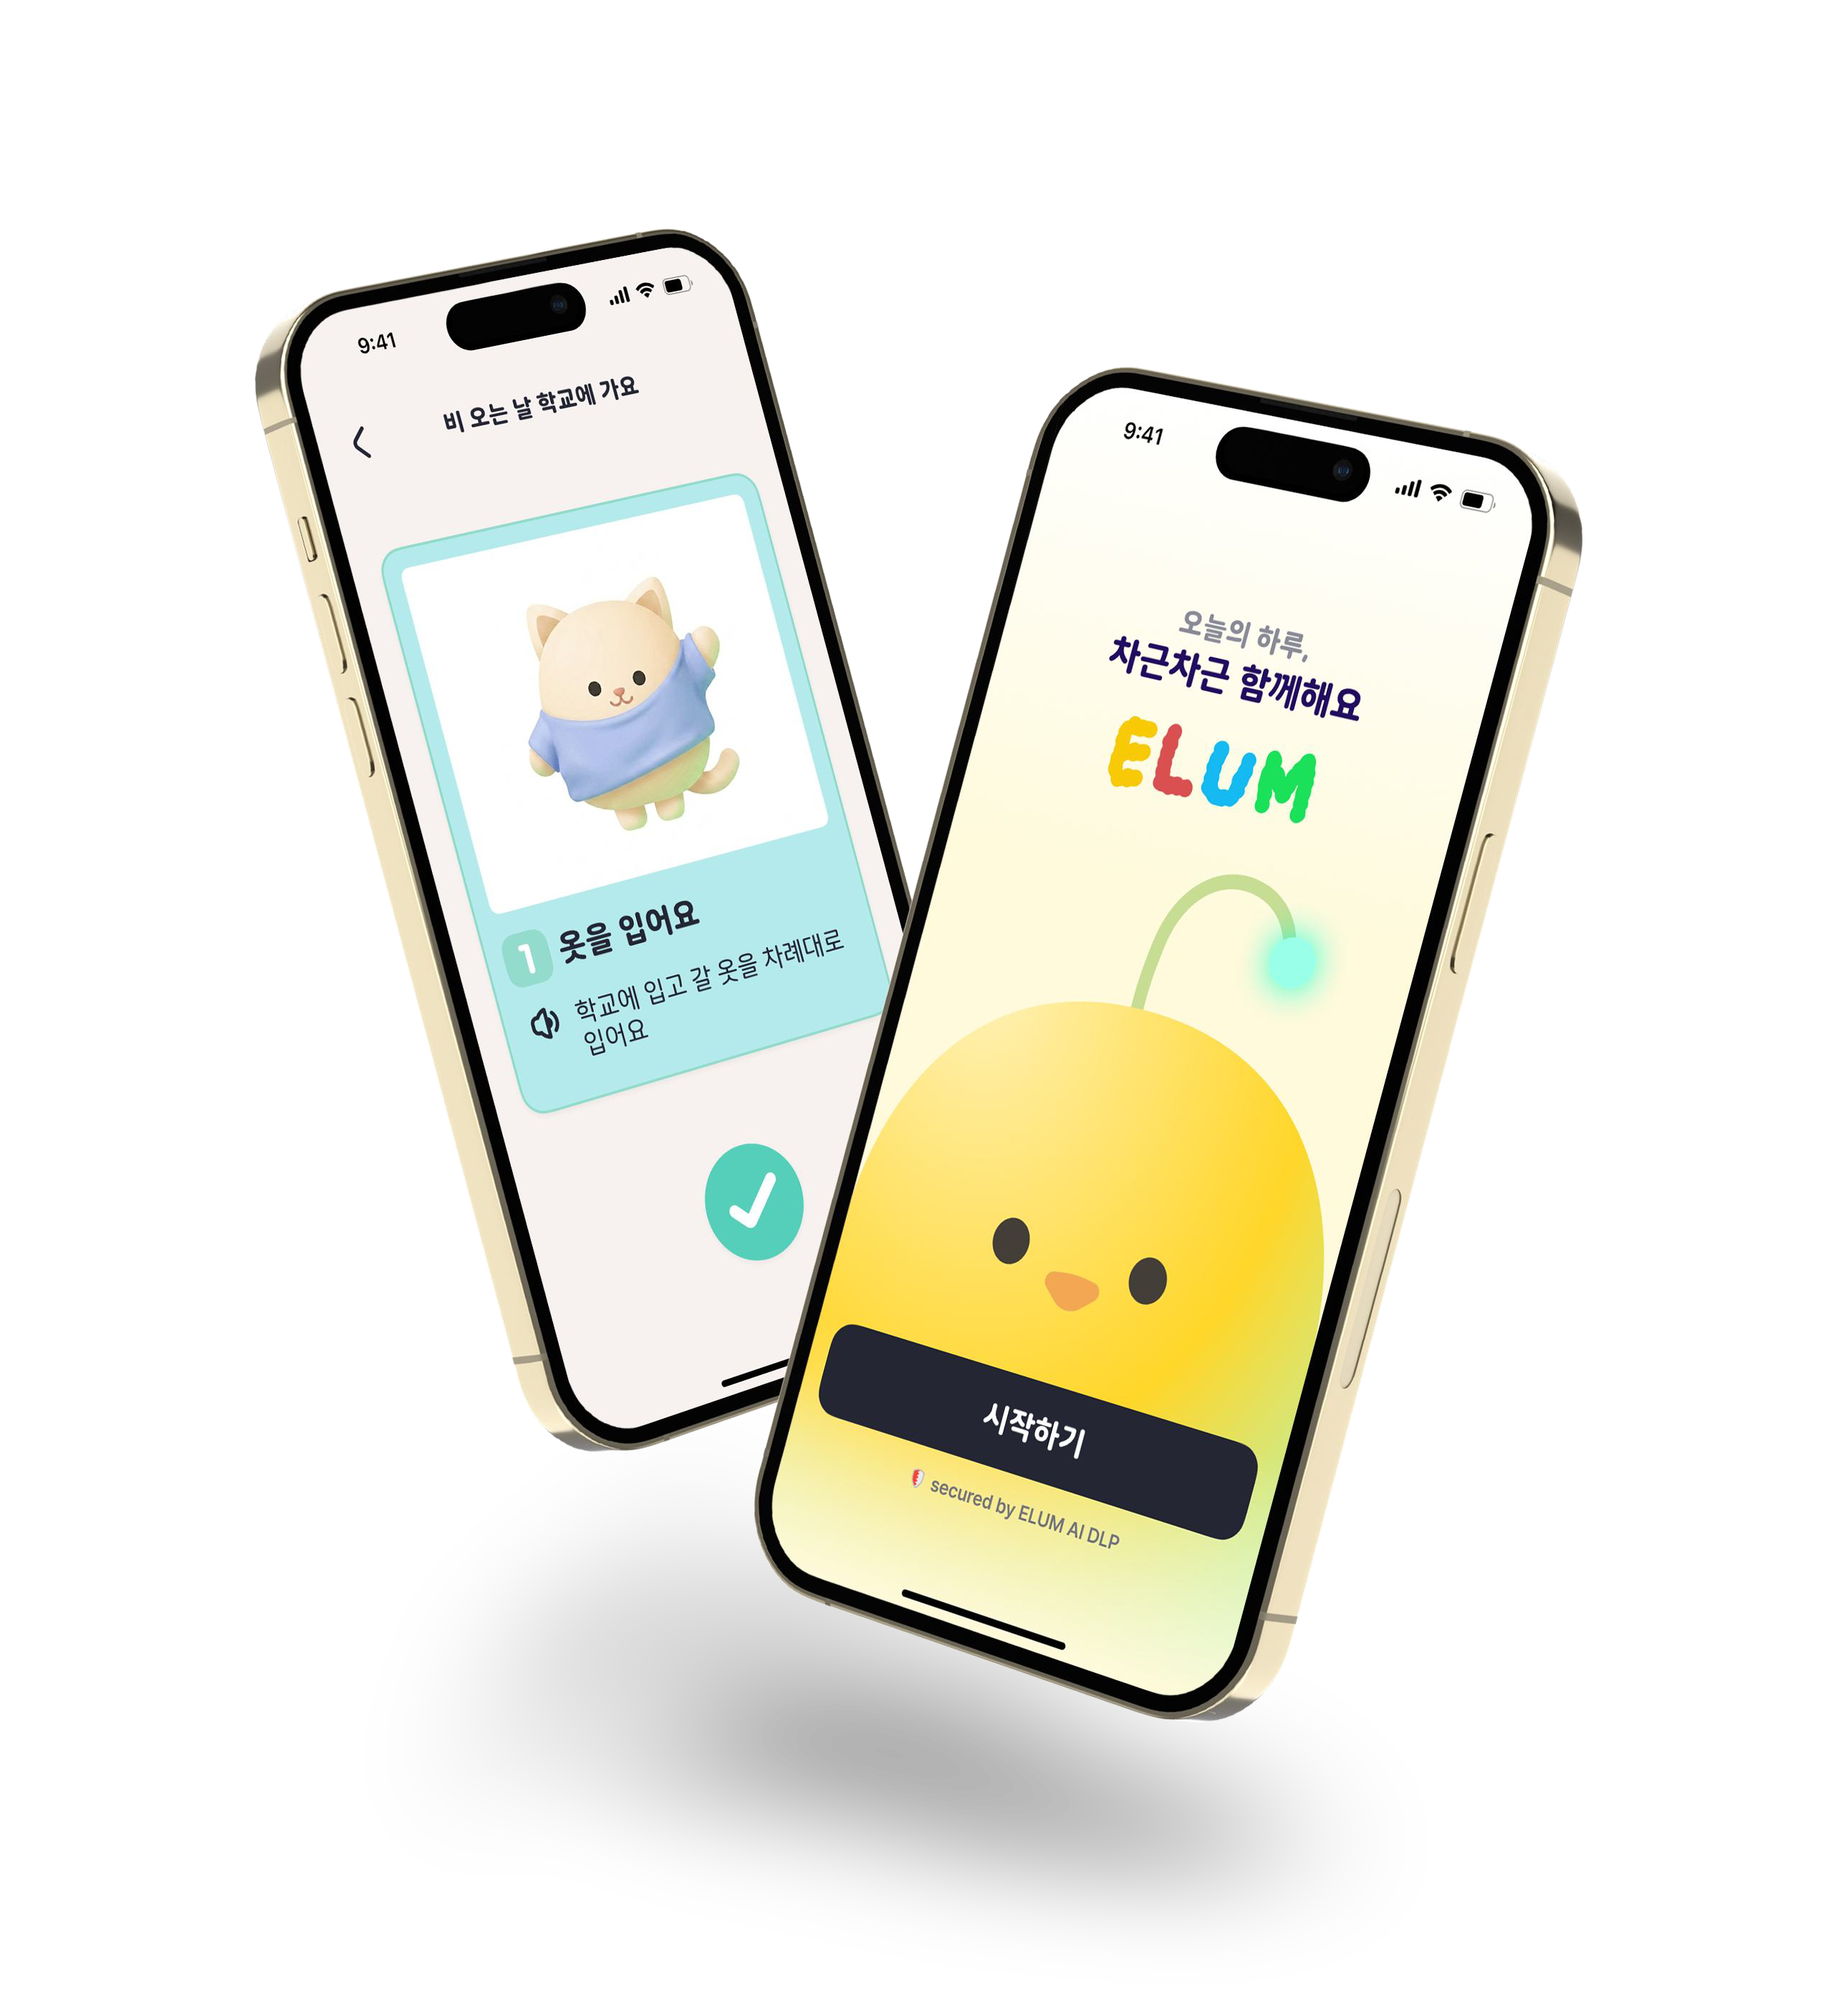 9:41
비 오는 날 학교에 가요
1 옷을 입어요
학교에 입고 갈 옷을 차례대로
입어요
9:41
오늘의 하루,
차근차근 함께해요
ELUM
시작하기
secured by ELUM AI DLP